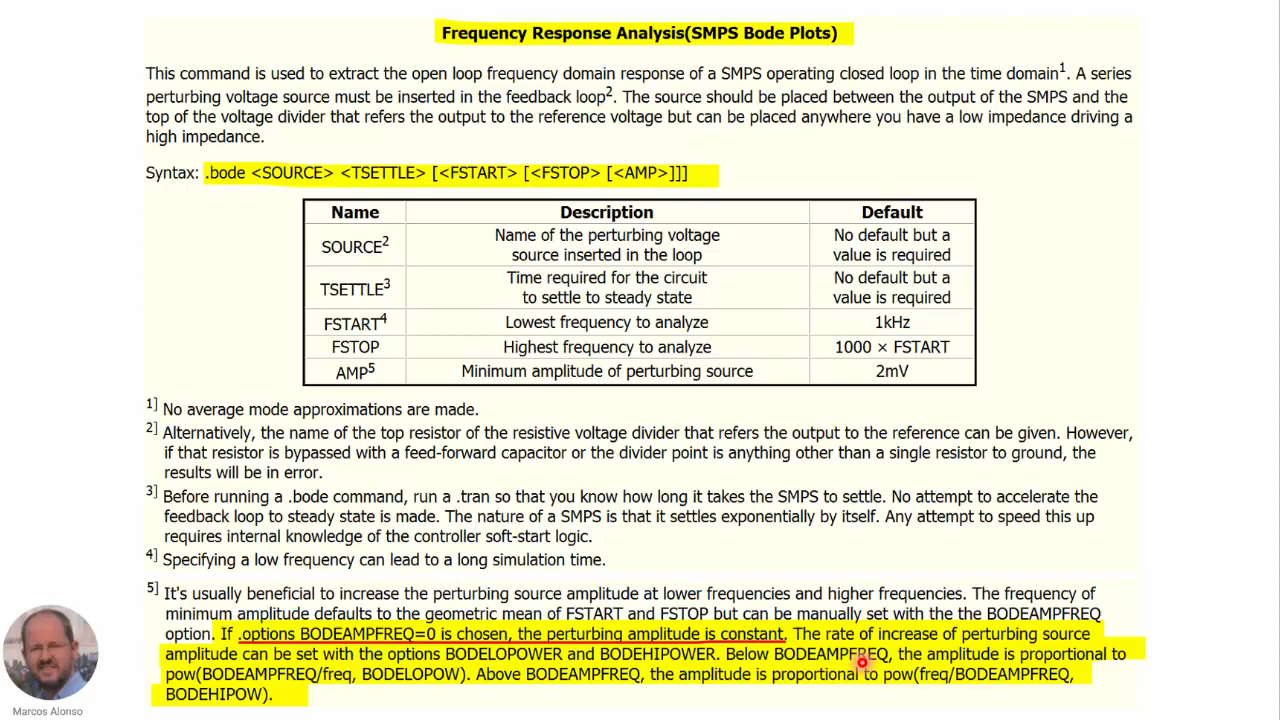 Frequency Response Analysis(SMPS Bode Plots)
This command is used to extract the open loop frequency domain response of a SMPS operating closed loop in the time domain1. A series
perturbing voltage source must be inserted in the feedback loop2. The source should be placed between the output of the SMPS and the
top of the voltage divider that refers the output to the reference voltage but can be placed anywhere you have a low impedance driving a
high impedance.
Syntax: .bode <SOURCE> <TSETTLE> [<FSTART> [<FSTOP> [<AMP>]]]
Name Description Default
SOURCE2 Name of the perturbing voltage source inserted in the loop No default but a value is required
TSETTLE3 Time required for the circuit to settle to steady state No default but a value is required
FSTART4 Lowest frequency to analyze 1kHz
FSTOP Highest frequency to analyze 1000 × FSTART
AMP5 Minimum amplitude of perturbing source 2mV
1] No average mode approximations are made.
2] Alternatively, the name of the top resistor of the resistive voltage divider that refers the output to the reference can be given. However,
if that resistor is bypassed with a feed-forward capacitor or the divider point is anything other than a single resistor to ground, the
results will be in error.
3] Before running a .bode command, run a .tran so that you know how long it takes the SMPS to settle. No attempt to accelerate the
feedback loop to steady state is made. The nature of a SMPS is that it settles exponentially by itself. Any attempt to speed this up
requires internal knowledge of the controller soft-start logic.
4] Specifying a low frequency can lead to a long simulation time.
5] It's usually beneficial to increase the perturbing source amplitude at lower frequencies and higher frequencies. The frequency of
minimum amplitude defaults to the geometric mean of FSTART and FSTOP but can be manually set with the the BODEAMPFREQ
option. If .options BODEAMPFREQ=0 is chosen, the perturbing amplitude is constant. The rate of increase of perturbing source
amplitude can be set with the options BODELOPOWER and BODEHIPOWER. Below BODEAMPFREQ, the amplitude is proportional to
pow(BODEAMPFREQ/freq, BODELOPOW). Above BODEAMPFREQ, the amplitude is proportional to pow(freq/BODEAMPFREQ,
BODEHIPOW).
Marcos Alonso